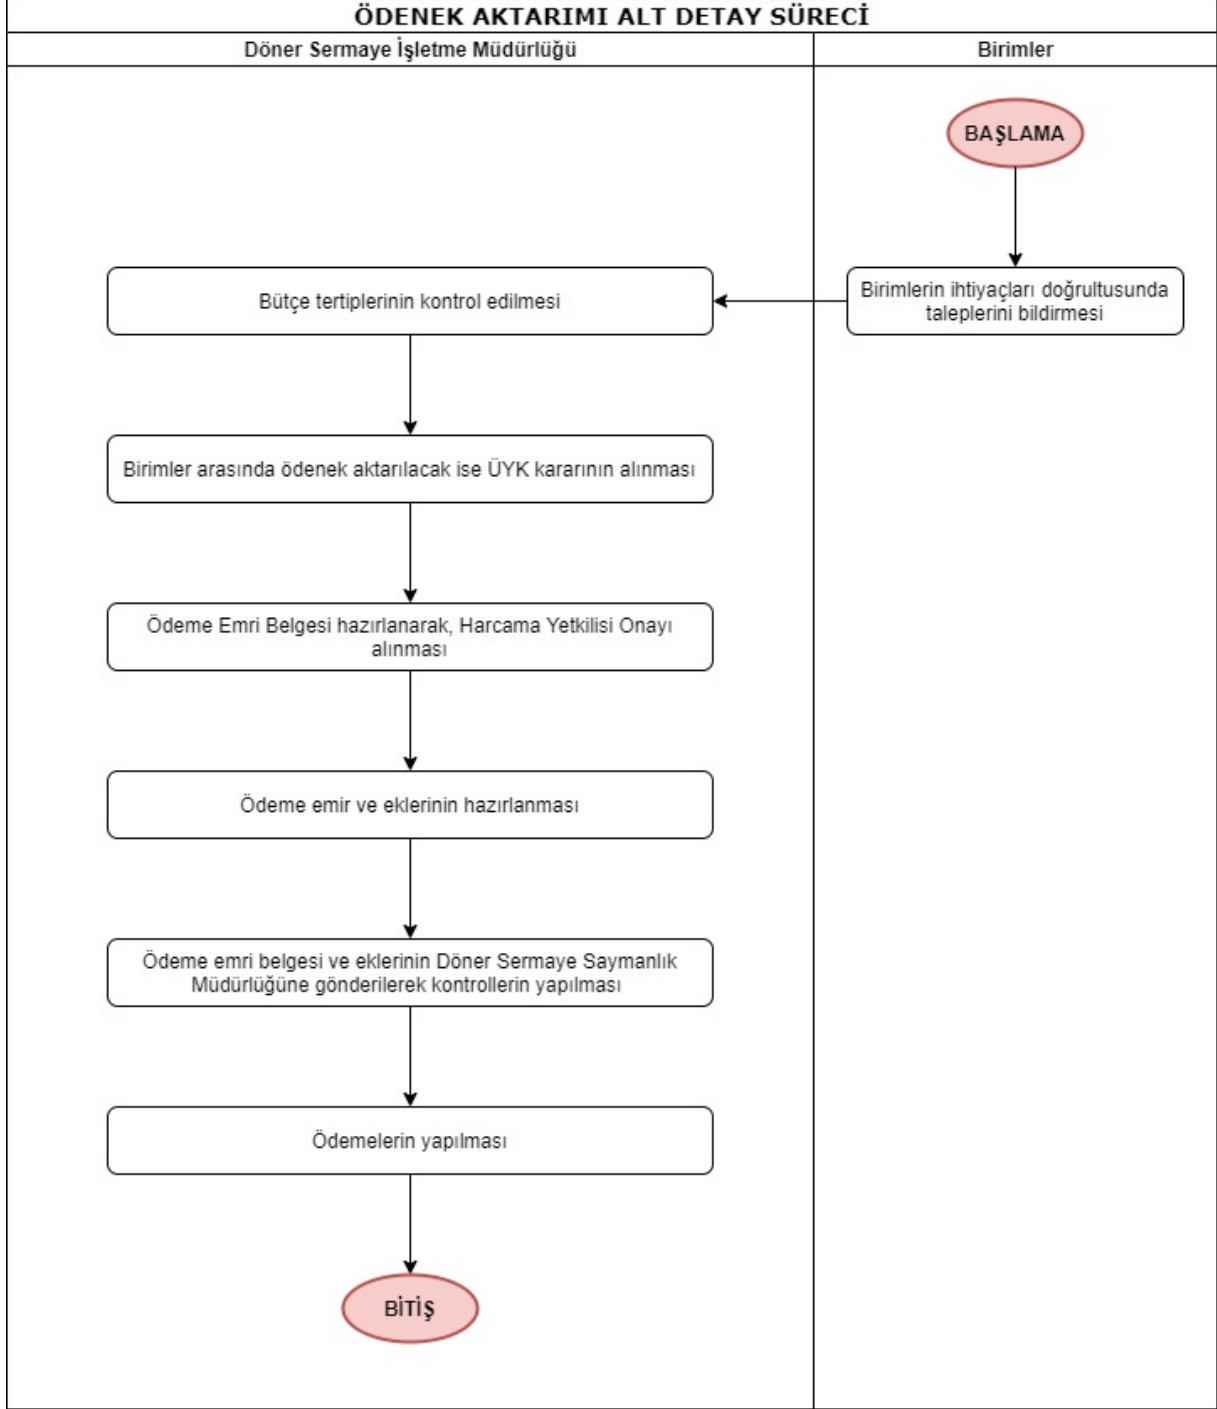 ÖDENEK AKTARIMI ALT DETAY SÜRECİ
Döner Sermaye İşletme Müdürlüğü
Birimler
BAŞLAMA
Birimlerin ihtiyaçları doğrultusunda
taleplerini bildirmesi
Bütçe tertiplerinin kontrol edilmesi
Birimler arasında ödenek aktarılacak ise ÜYK kararının alınması
Ödeme Emri Belgesi hazırlanarak, Harcama Yetkilisi Onayı
alınması
Ödeme emir ve eklerinin hazırlanması
Ödeme emri belgesi ve eklerinin Döner Sermaye Saymanlık
Müdürlüğüne gönderilerek kontrollerin yapılması
Ödemelerin yapılması
BİTİŞ